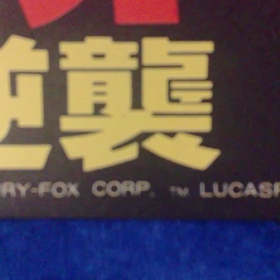 逆襲
RY-FOX CORP. ™ LUCASF